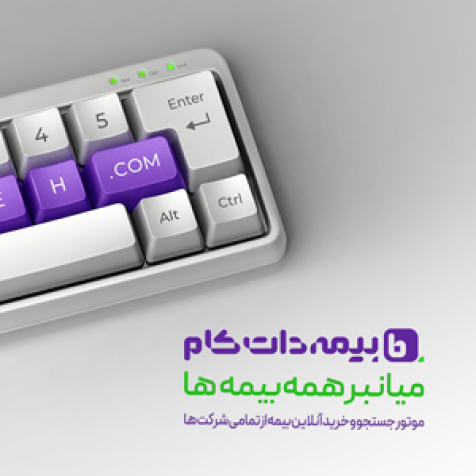 4
5
Enter
H
.COM
Alt
Ctrl
بیمه دات کام
میانبر همه بیمه ها
موتور جستجو و خرید آنلاین بیمه از تمامی شرکت‌ها